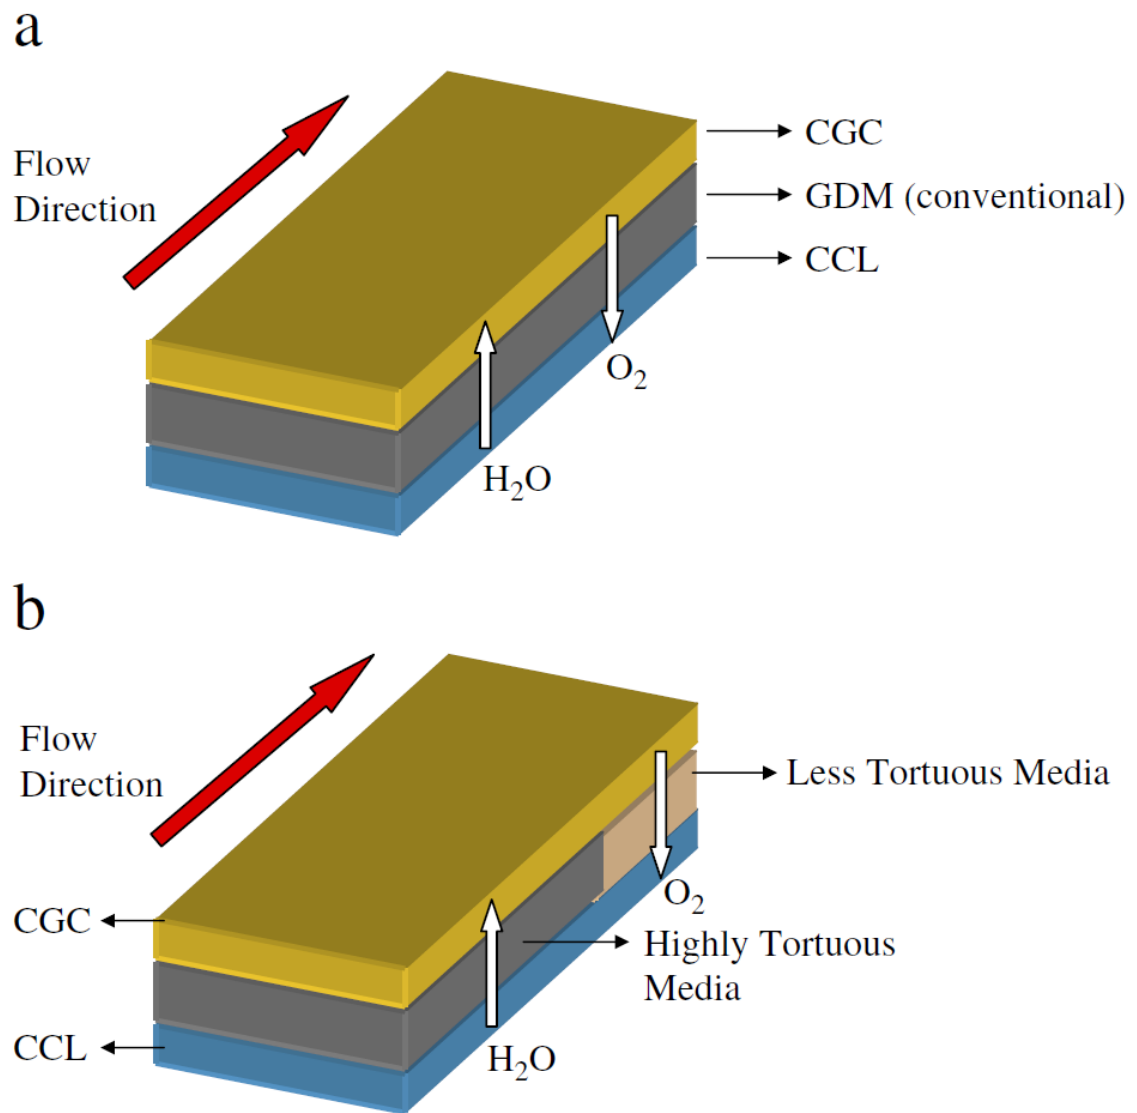 a
Flow
Direction
CGC
GDM (conventional)
CCL
O₂
H₂O
b
Flow
Direction
Less Tortuous Media
O₂
CGC
Highly Tortuous
Media
CCL
H₂O